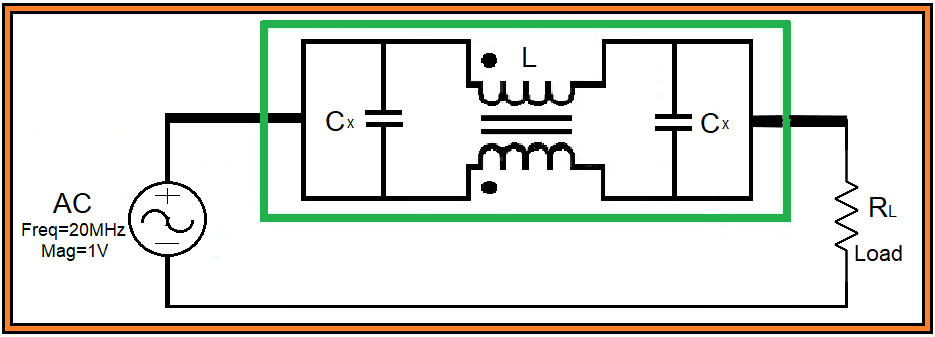 L
Cx
Cx
AC
Freq=20MHz
Mag=1V
RL
Load